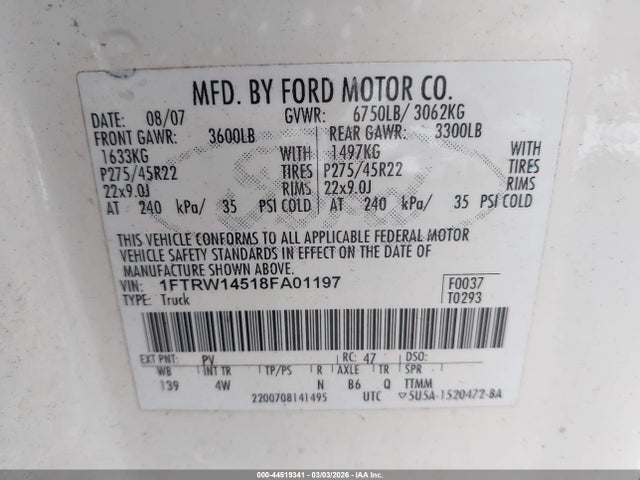 MFD. BY FORD MOTOR CO.
DATE: 08/07 GVWR: 6750LB/ 3062KG
FRONT GAWR: 3600LB REAR GAWR: 3300LB
1633KG WITH 1497KG WITH
P275/45R22 TIRES P275/45R22 TIRES
22x9.0J RIMS 22x9.0J RIMS
AT 240 kPa/ 35 PSI COLD AT 240 kPa/ 35 PSI COLD
THIS VEHICLE CONFORMS TO ALL APPLICABLE FEDERAL MOTOR
VEHICLE SAFETY STANDARDS IN EFFECT ON THE DATE OF
MANUFACTURE SHOWN ABOVE.
VIN: 1FTRW14518FA01197 F0037
TYPE: Truck T0293
EXT PNT: PV RC: 47 DSO:
WB INT TR TP/PS R AXLE TR SPR
139 4W N B6 Q TTMM
2200708141495 UTC 5U5A-1520472-BA
Ford
000-44519341 - 03/03/2026 - IAA Inc.